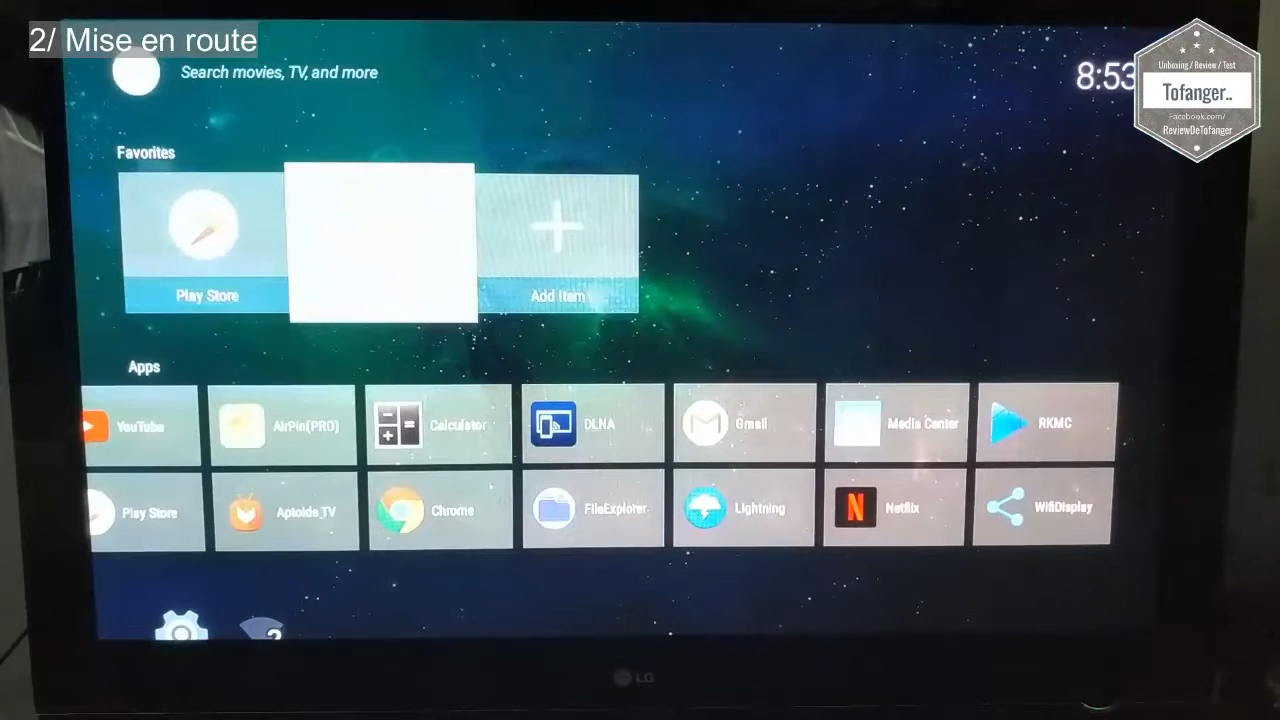 2/ Mise en route
Search movies, TV, and more
8:53
Unboxing / Review / Test
Tofanger..
Facebook.com/
ReviewDeTofanger
Favorites
Play Store
Add Item
Apps
YouTube
AirPin(PRO)
Calculator
DLNA
Gmail
Media Center
RKMC
Play Store
Aptoide TV
Chrome
FileExplorer
Lightning
Netflix
WifiDisplay
LG